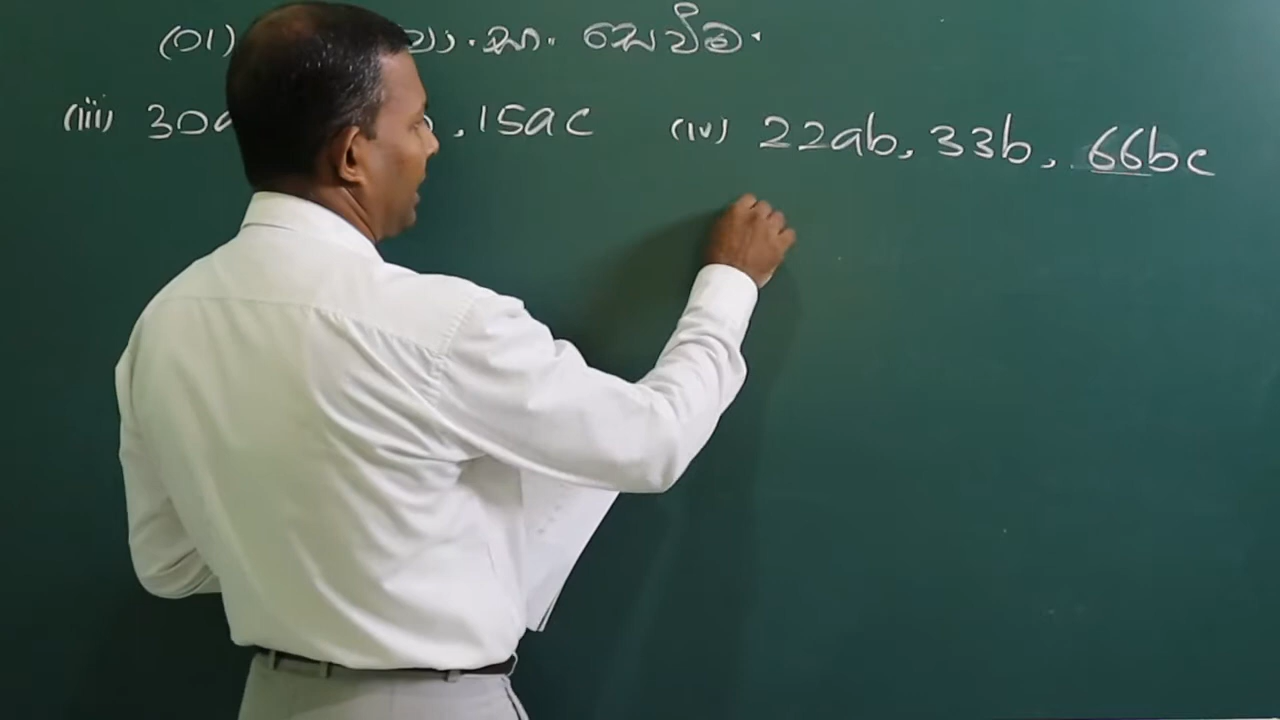 (01) ආ. සෙවීම.
(iii) 30a , 15ac (iv) 22ab, 33b, 66bc